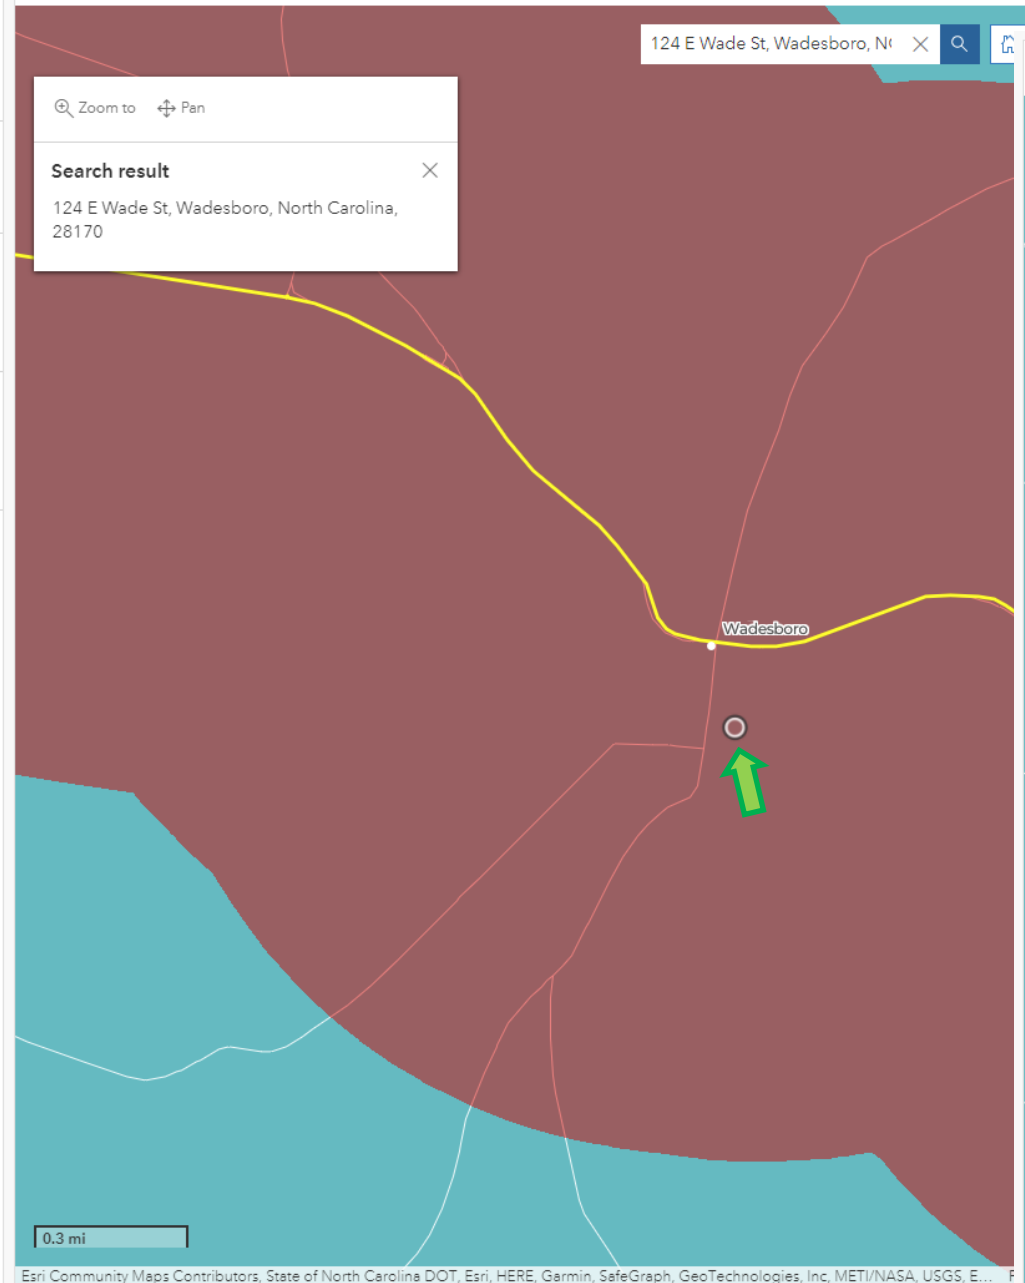 124 E Wade St, Wadesboro, N
Zoom to Pan
Search result
124 E Wade St, Wadesboro, North Carolina,
28170
Wadesboro
0.3 mi
Esri Community Maps Contributors, State of North Carolina DOT, Esri, HERE, Garmin, SafeGraph, GeoTechnologies, Inc, METI/NASA, USGS, E...